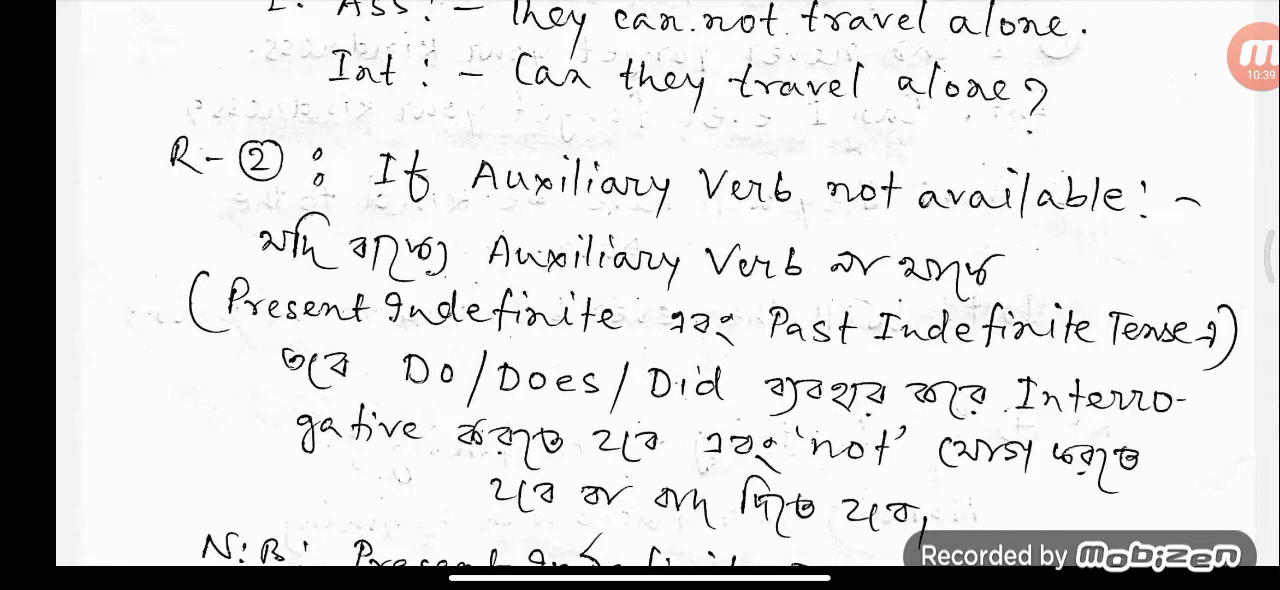 Ass :- They can not travel alone.
Int :- Can they travel alone?
R-② : If Auxiliary Verb not available :-
যদি বাক্যে Auxiliary Verb না থাকে
(Present Indefinite এবং Past Indefinite Tense এ)
তবে Do/Does/Did ব্যবহার করে Interro-
gative করতে হবে এবং 'not' যোগ করতে
হবে বা বাদ দিতে হবে,
N.B: Present Indefinite
10:39
Recorded by mobizen